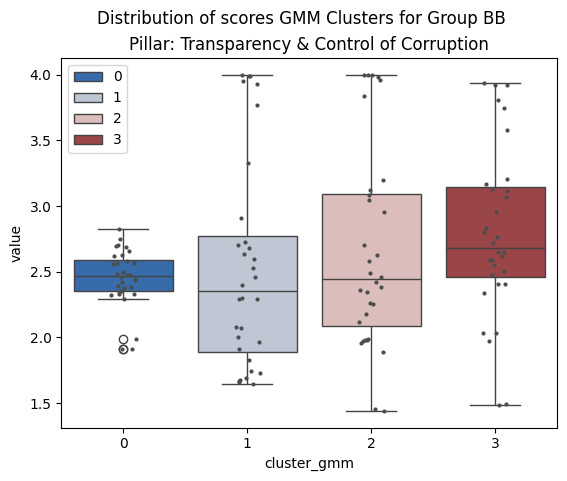 Distribution of scores GMM Clusters for Group BB
Pillar: Transparency & Control of Corruption
0
1
2
3
4.0
3.5
3.0
2.5
2.0
1.5
value
0 1 2 3
cluster_gmm